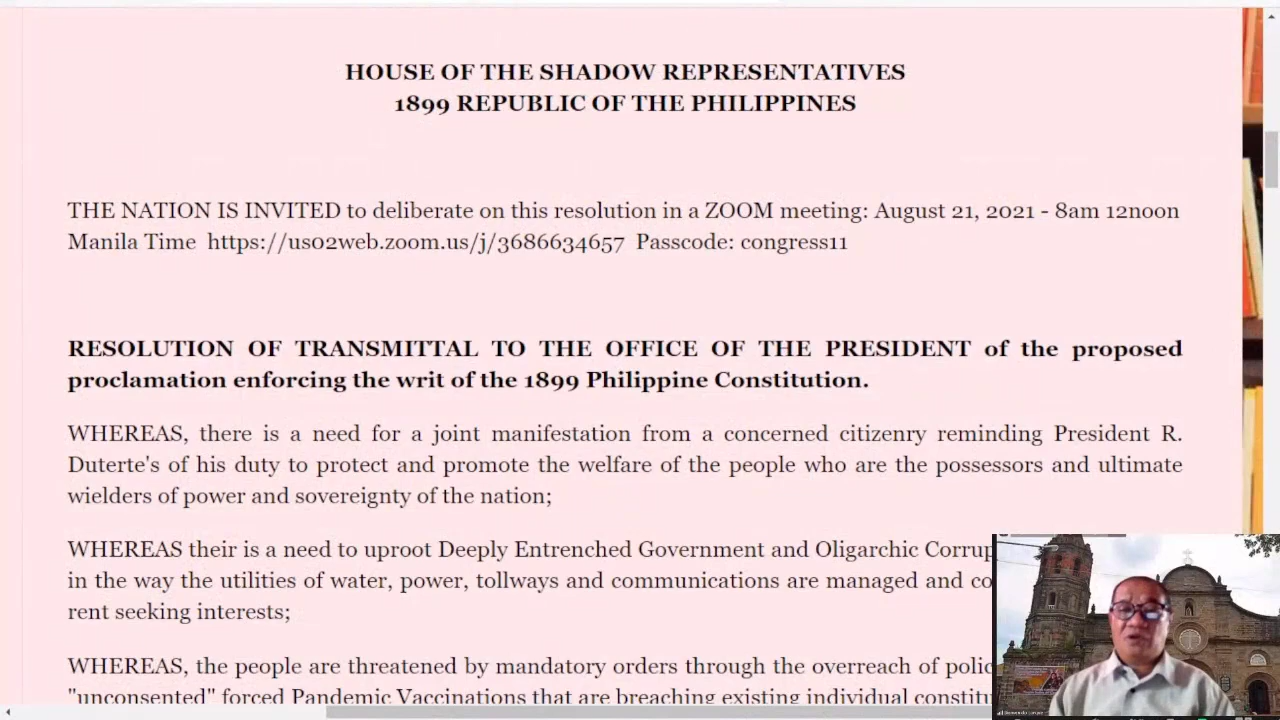 HOUSE OF THE SHADOW REPRESENTATIVES
1899 REPUBLIC OF THE PHILIPPINES
THE NATION IS INVITED to deliberate on this resolution in a ZOOM meeting: August 21, 2021 - 8am 12noon
Manila Time https://us02web.zoom.us/j/3686634657 Passcode: congress11
RESOLUTION OF TRANSMITTAL TO THE OFFICE OF THE PRESIDENT of the proposed
proclamation enforcing the writ of the 1899 Philippine Constitution.
WHEREAS, there is a need for a joint manifestation from a concerned citizenry reminding President R.
Duterte's of his duty to protect and promote the welfare of the people who are the possessors and ultimate
wielders of power and sovereignty of the nation;
WHEREAS their is a need to uproot Deeply Entrenched Government and Oligarchic Corrup
in the way the utilities of water, power, tollways and communications are managed and co
rent seeking interests;
WHEREAS, the people are threatened by mandatory orders through the overreach of polic
"unconsented" forced Pandemic Vaccinations that are breaching existing individual constitu